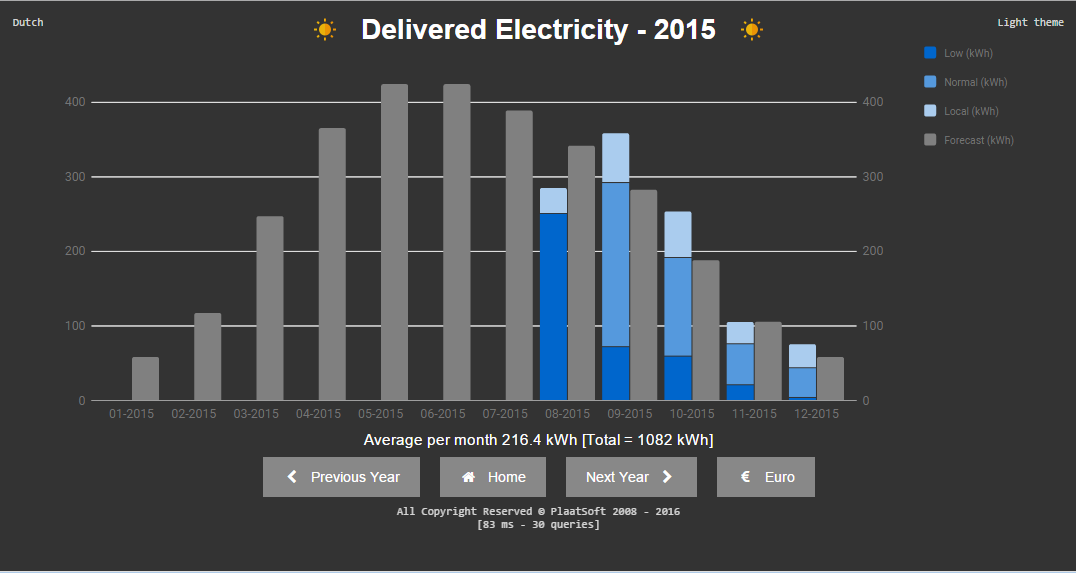 Dutch
Delivered Electricity - 2015
Light theme
Low (kWh)
Normal (kWh)
Local (kWh)
Forecast (kWh)
400 400
300 300
200 200
100 100
0 0
01-2015 02-2015 03-2015 04-2015 05-2015 06-2015 07-2015 08-2015 09-2015 10-2015 11-2015 12-2015
Average per month 216.4 kWh [Total = 1082 kWh]
Previous Year Home Next Year € Euro
All Copyright Reserved © PlaatSoft 2008 - 2016
[83 ms - 30 queries]